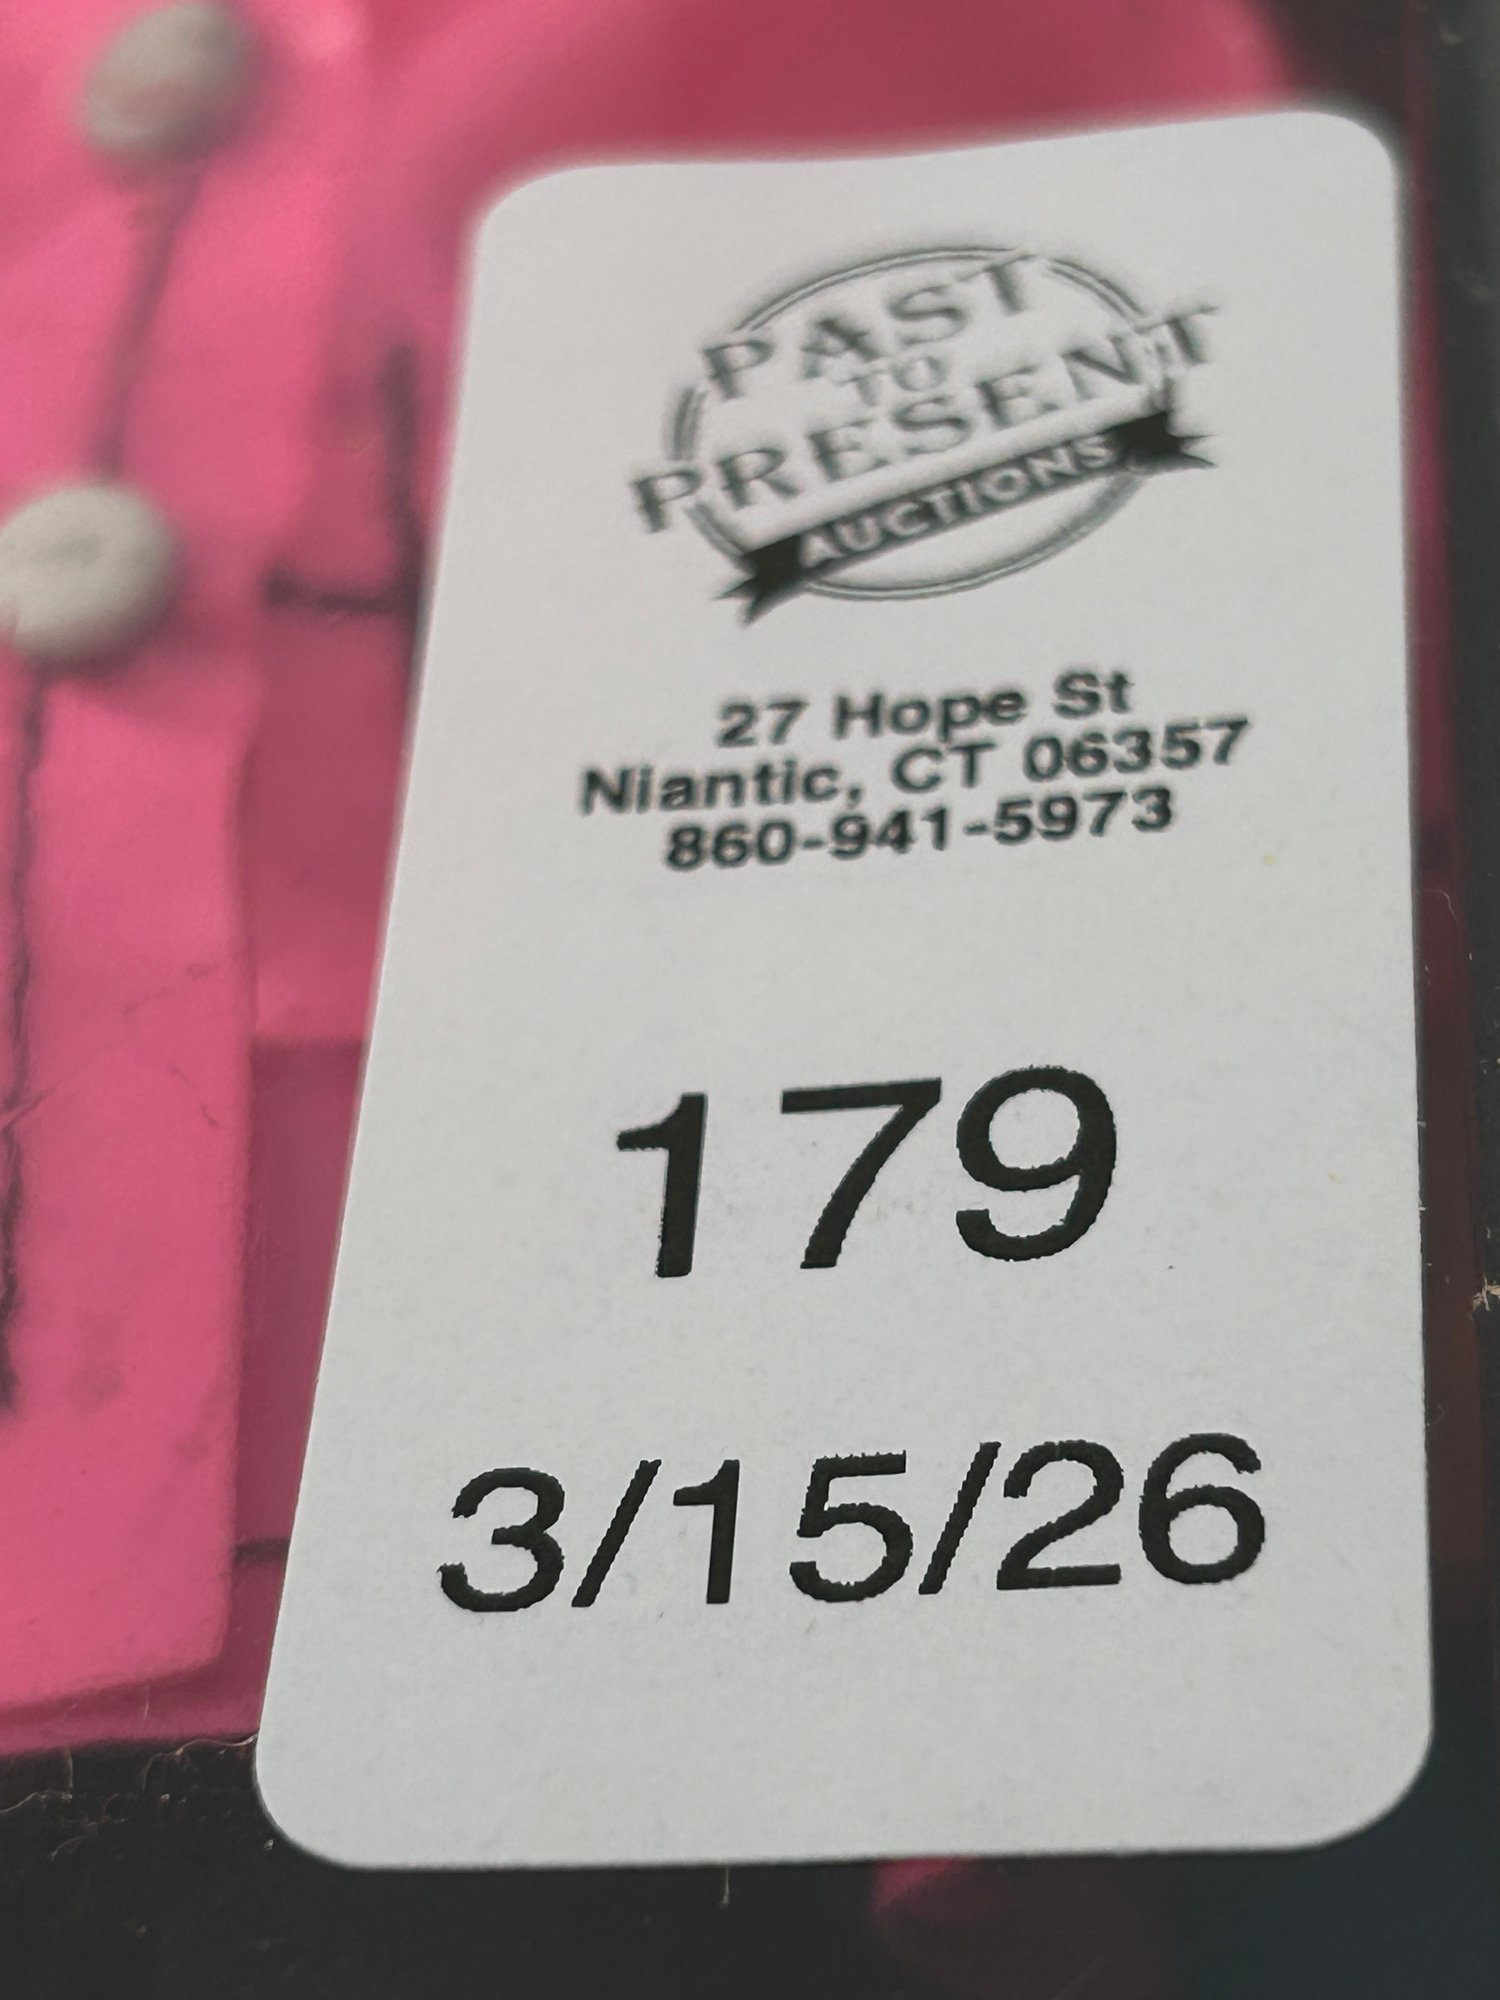 PAST
TO
PRESENT
AUCTIONS
27 Hope St
Niantic, CT 06357
860-941-5973
179
3/15/26